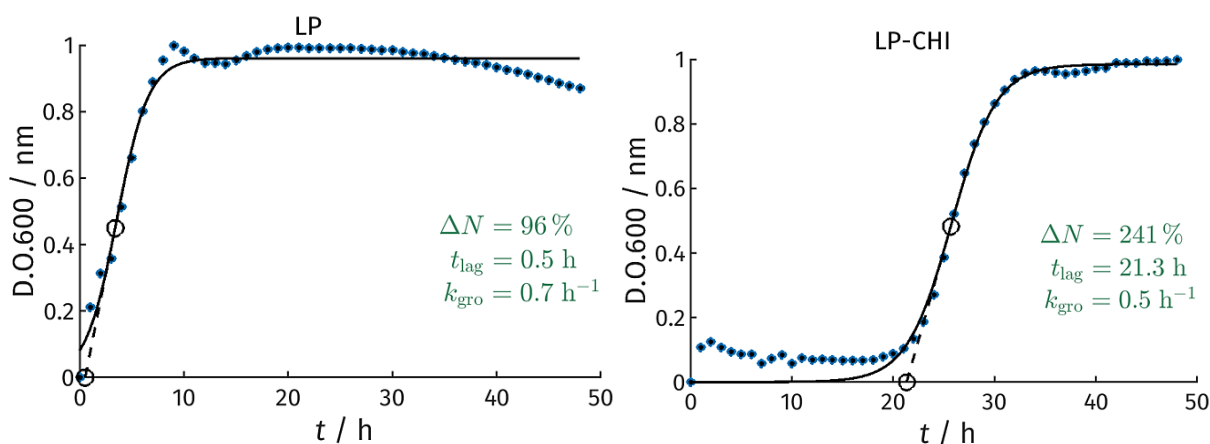 LP
D.O.600 / nm
1
0.8
0.6
0.4
0.2
0
0 10 20 30 40 50
t / h
ΔN = 96 %
t_lag = 0.5 h
k_gro = 0.7 h⁻¹
LP-CHI
D.O.600 / nm
1
0.8
0.6
0.4
0.2
0
0 10 20 30 40 50
t / h
ΔN = 241 %
t_lag = 21.3 h
k_gro = 0.5 h⁻¹